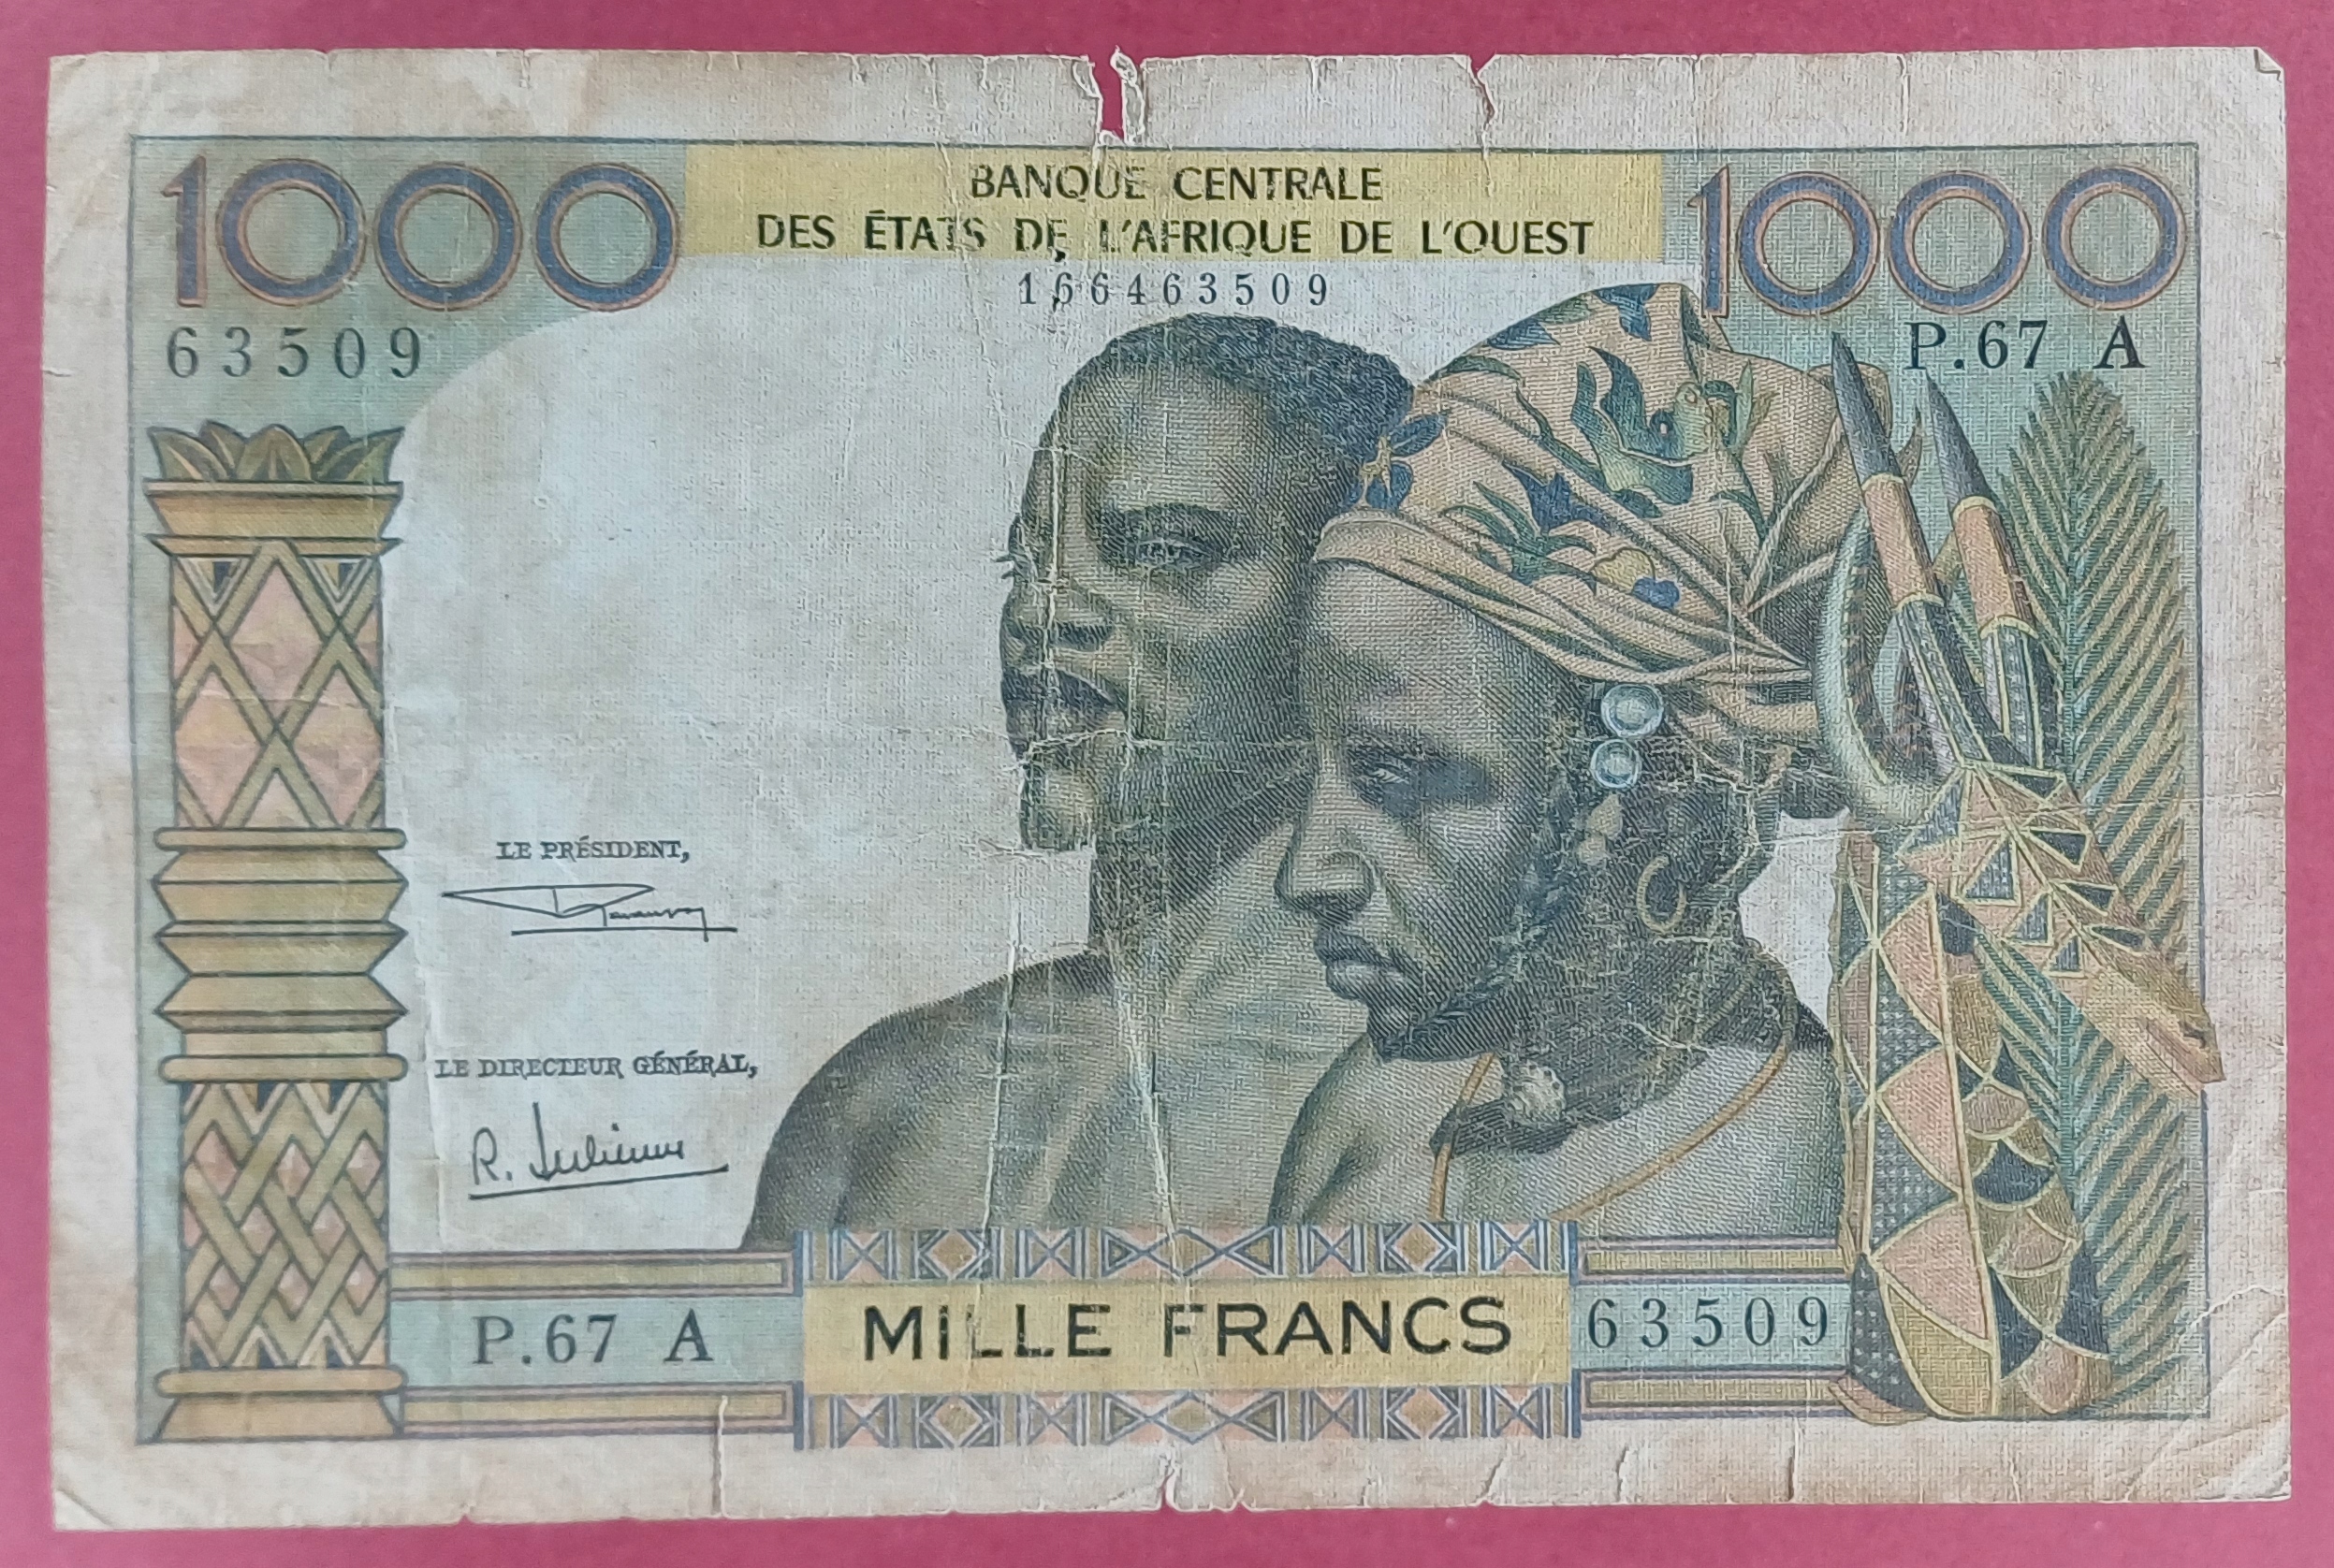 1000
BANQUE CENTRALE
DES ÉTATS DE L'AFRIQUE DE L'OUEST
1000
166463509
63509
P.67 A
LE PRÉSIDENT,
LE DIRECTEUR GÉNÉRAL,
R. Julienne
P.67 A
MILLE FRANCS
63509